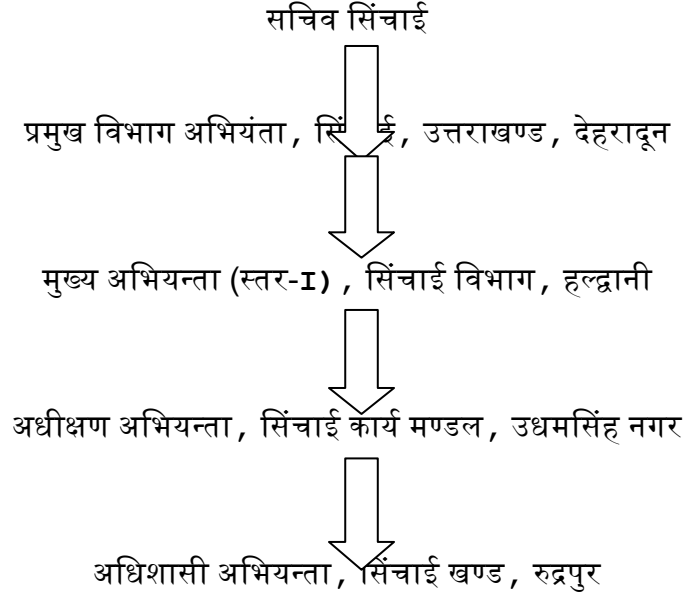 सचिव सिंचाई
प्रमुख विभाग अभियंता, सिंचाई, उत्तराखण्ड, देहरादून
मुख्य अभियन्ता (स्तर-I), सिंचाई विभाग, हल्द्वानी
अधीक्षण अभियन्ता, सिंचाई कार्य मण्डल, उधमसिंह नगर
अधिशासी अभियन्ता, सिंचाई खण्ड, रुद्रपुर